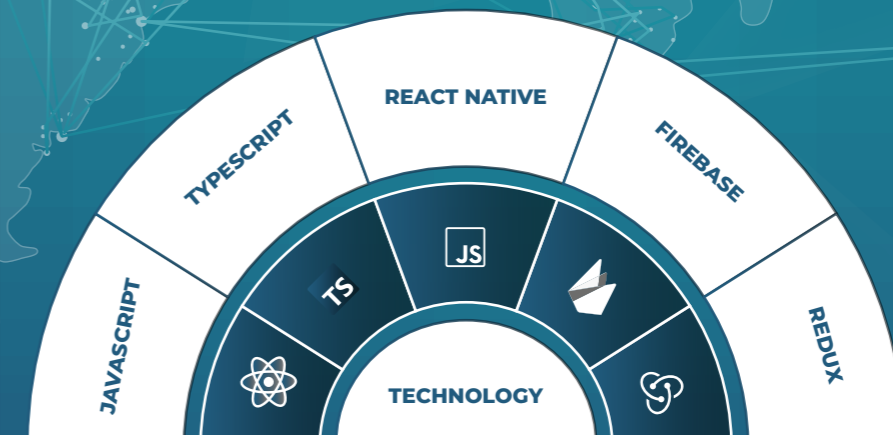 REACT NATIVE
TYPESCRIPT
FIREBASE
JAVASCRIPT
REDUX
TS
JS
TECHNOLOGY